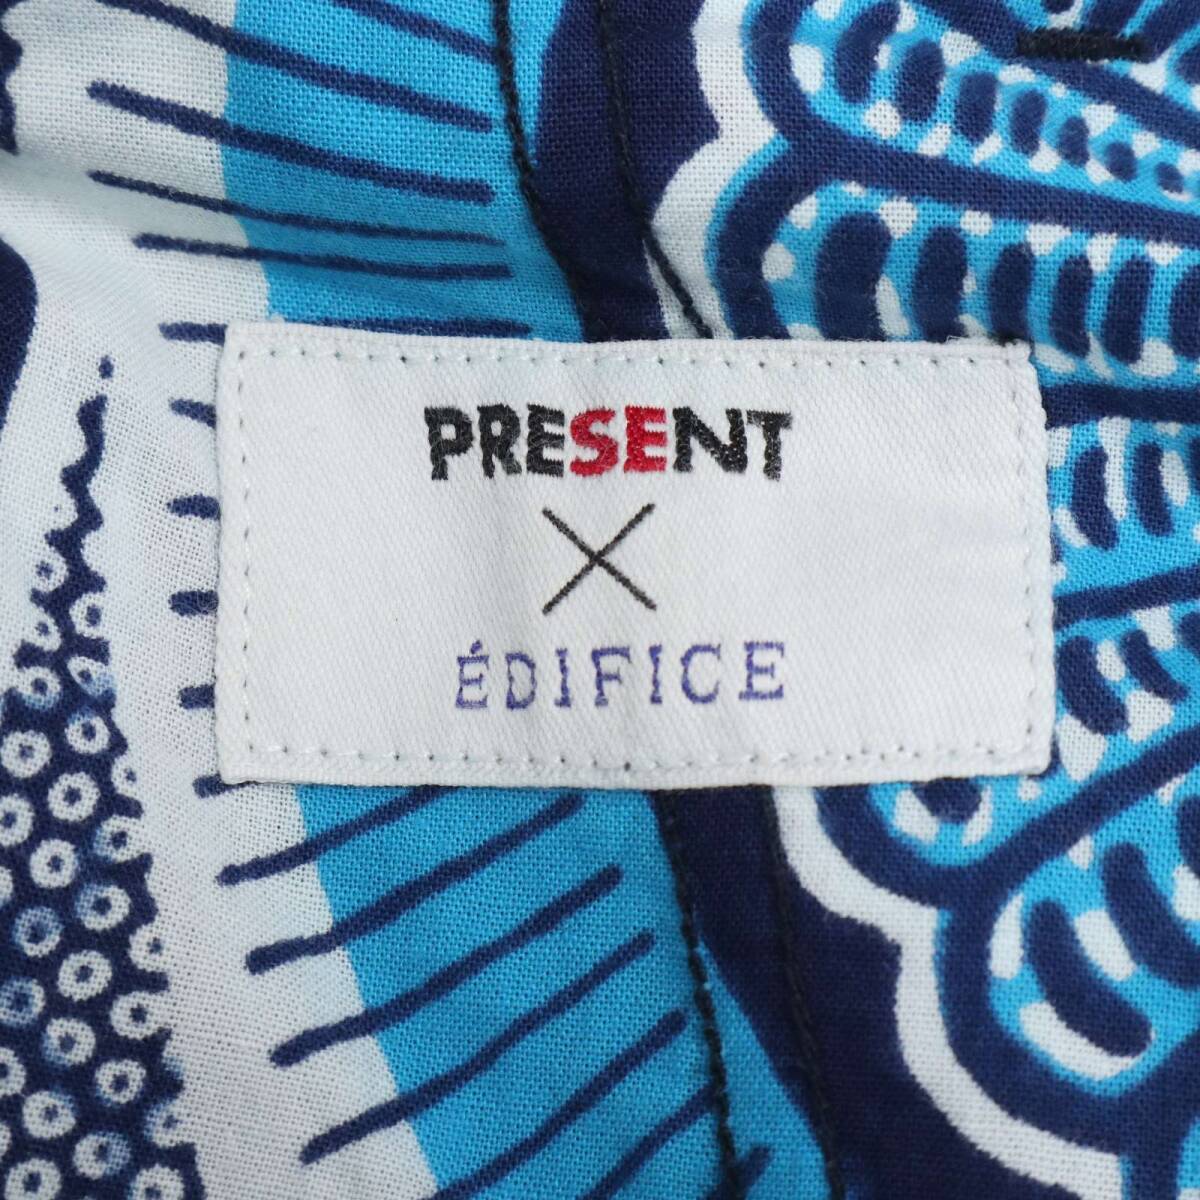 PRESENT
×
ÉDIFICE